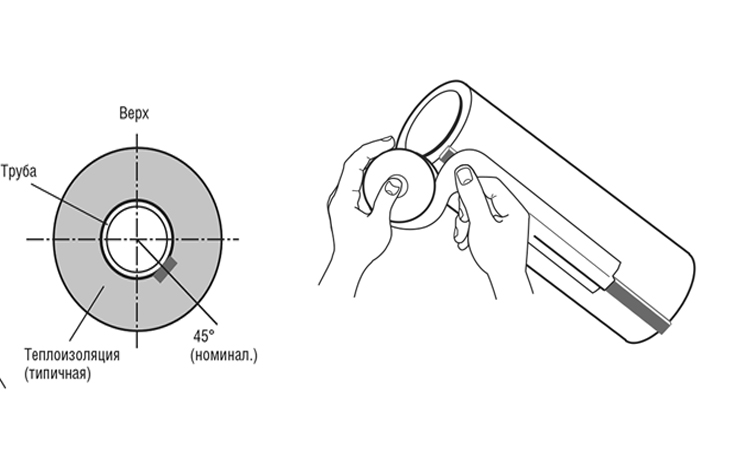 Верх
Труба
45°
(номинал.)
Теплоизоляция
(типичная)